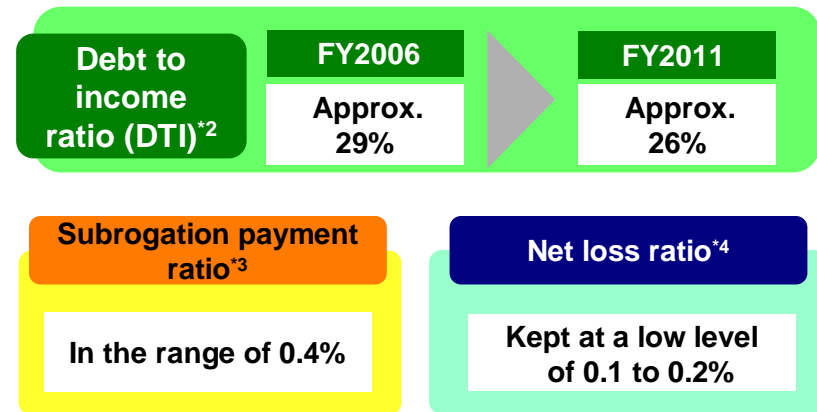 Debt to
income
ratio (DTI)*2
FY2006
Approx.
29%
FY2011
Approx.
26%
Subrogation payment
ratio*3
In the range of 0.4%
Net loss ratio*4
Kept at a low level
of 0.1 to 0.2%